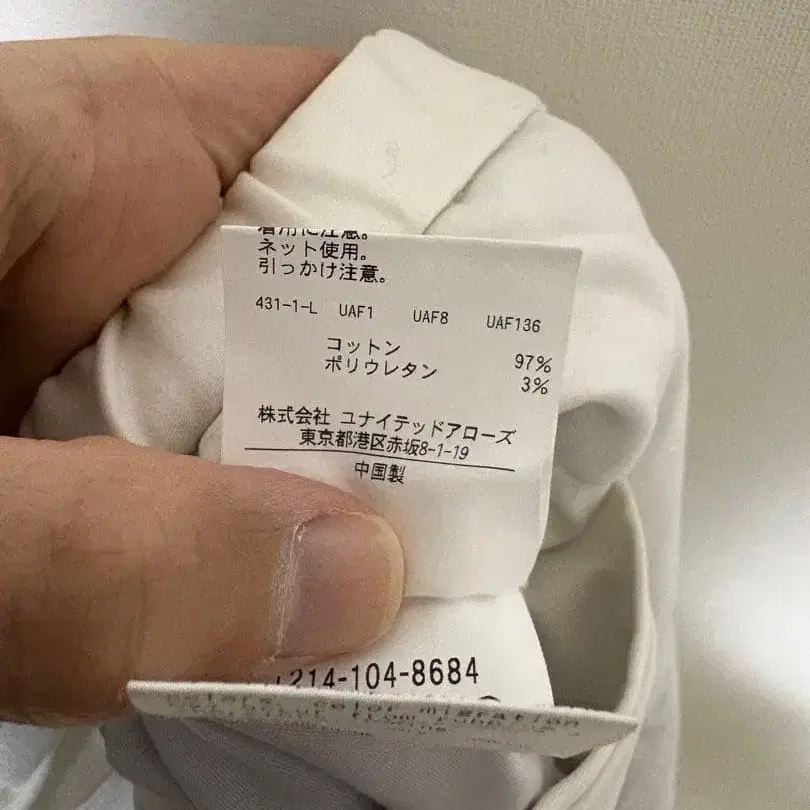 着用に注意。
ネット使用。
引っかけ注意。
431-1-L UAF1 UAF8 UAF136
コットン 97%
ポリウレタン 3%
株式会社 ユナイテッドアローズ
東京都港区赤坂8-1-19
中国製
1214-104-8684
color migration